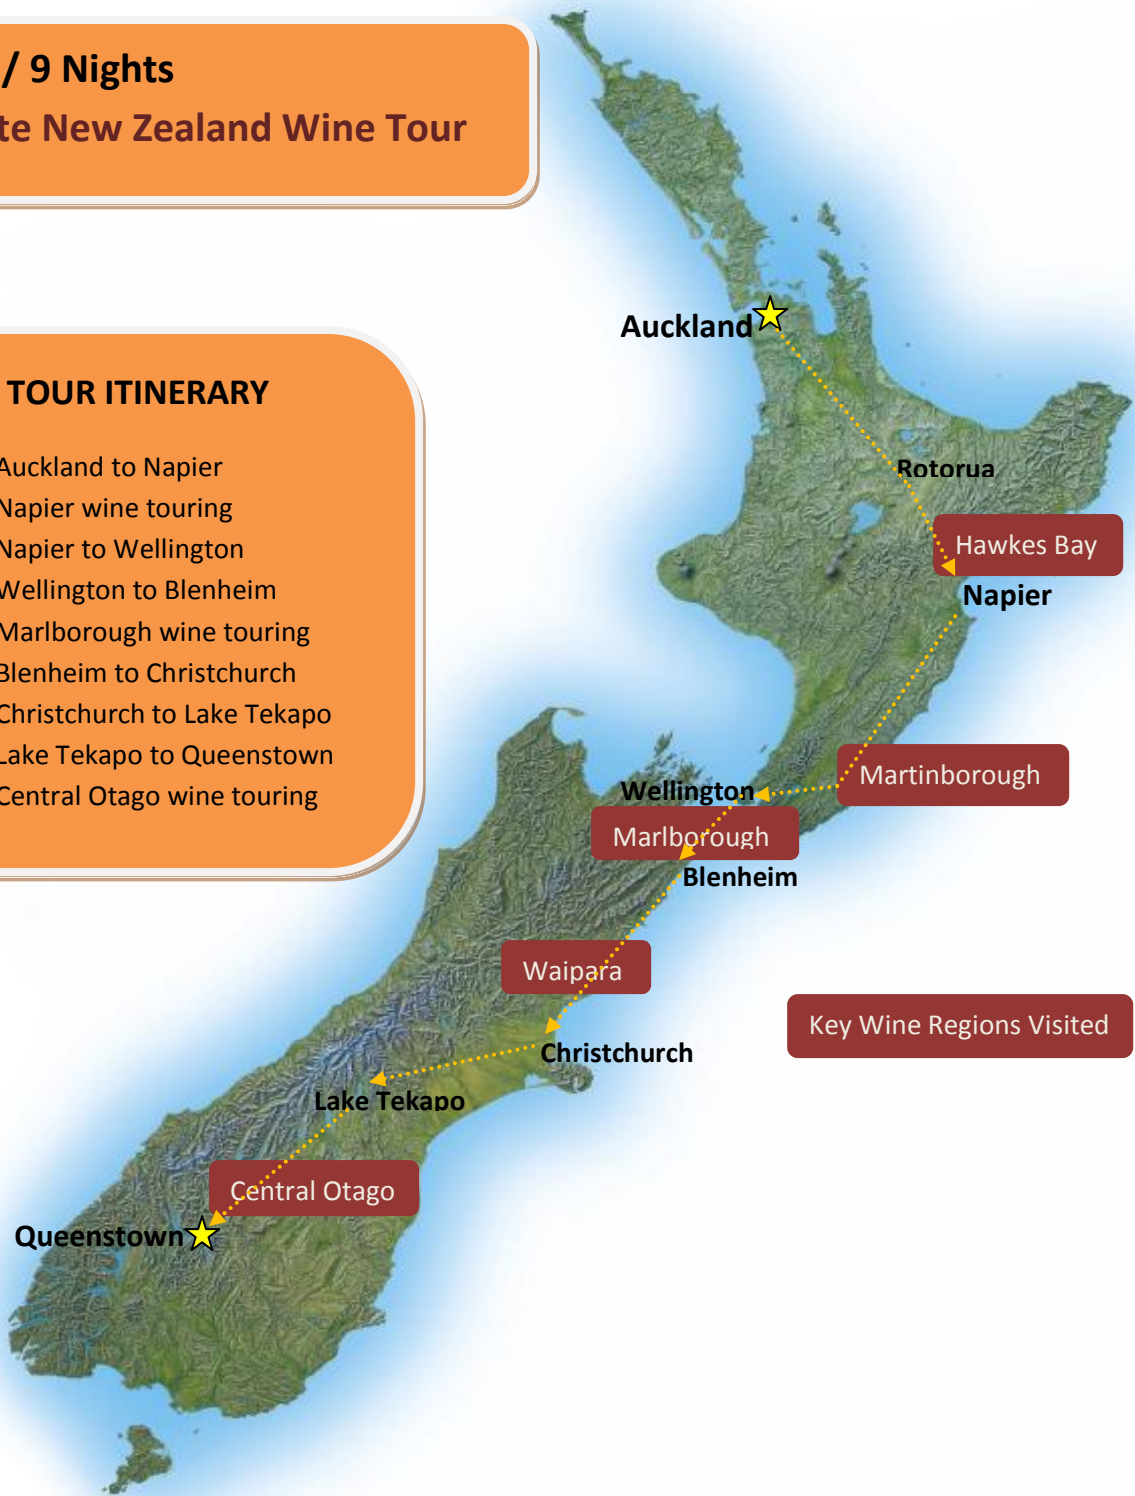 / 9 Nights
te New Zealand Wine Tour
TOUR ITINERARY
Auckland to Napier
Napier wine touring
Napier to Wellington
Wellington to Blenheim
Marlborough wine touring
Blenheim to Christchurch
Christchurch to Lake Tekapo
Lake Tekapo to Queenstown
Central Otago wine touring
Auckland
Rotorua
Hawkes Bay
Napier
Martinborough
Wellington
Marlborough
Blenheim
Waipara
Key Wine Regions Visited
Christchurch
Lake Tekapo
Central Otago
Queenstown